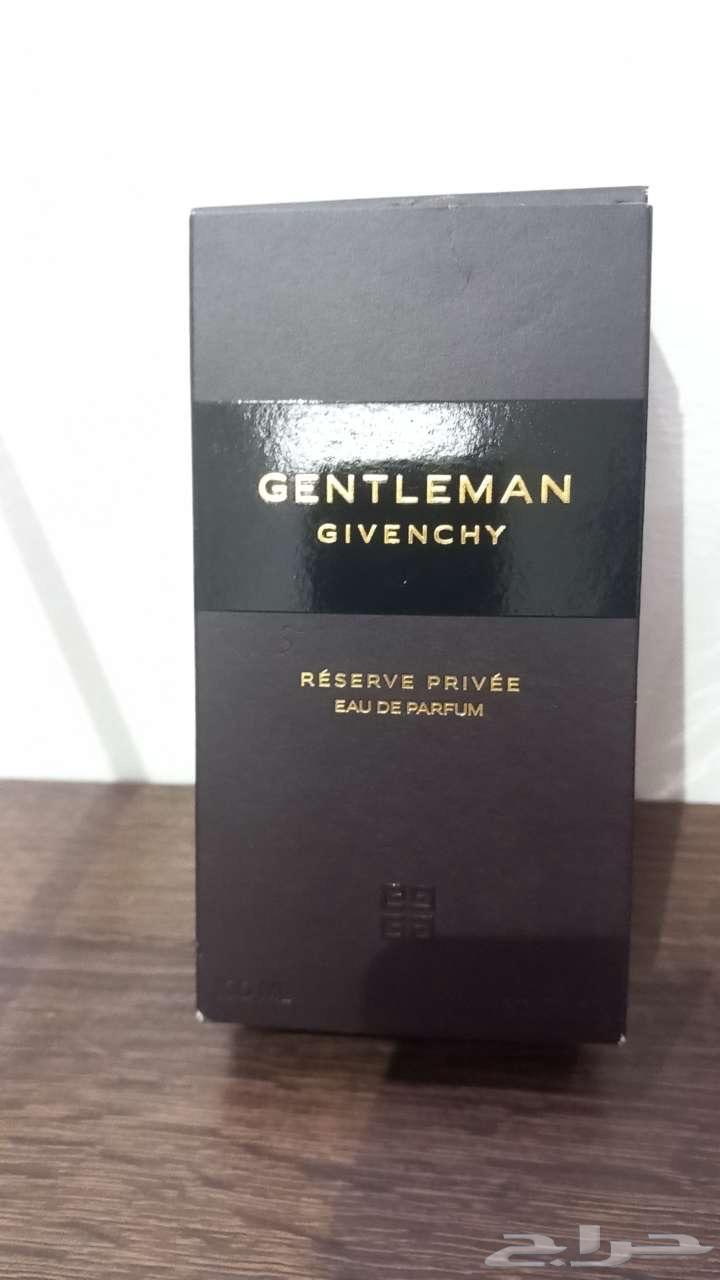 GENTLEMAN
GIVENCHY
RÉSERVE PRIVÉE
EAU DE PARFUM
حراج